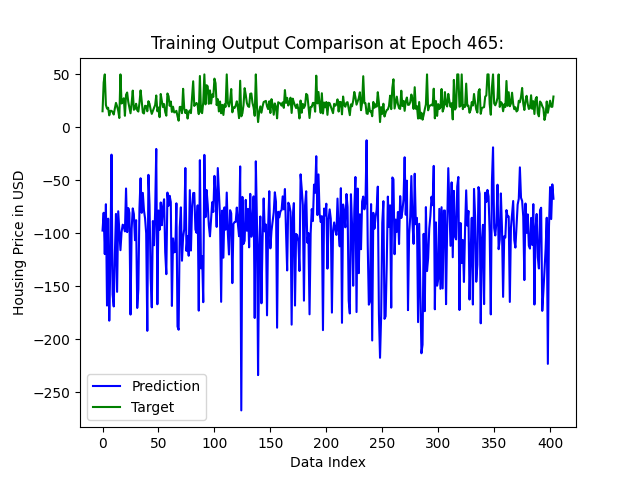 Training Output Comparison at Epoch 465:
Housing Price in USD
50
0
−50
−100
−150
−200
−250
Prediction
Target
0 50 100 150 200 250 300 350 400
Data Index